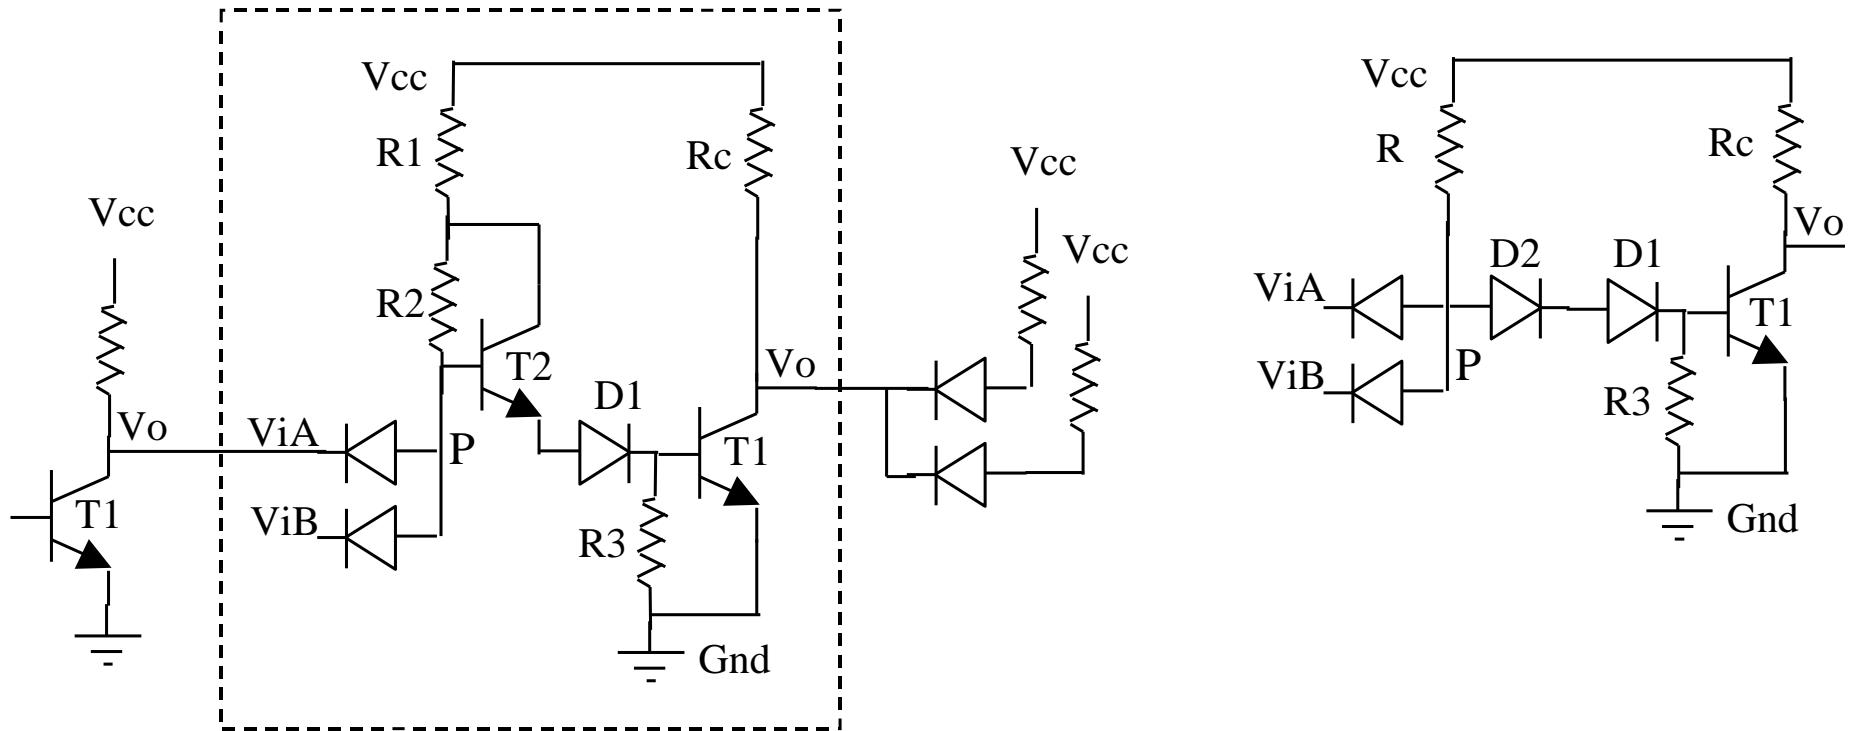 Vcc
Vcc
R1
Rc
R
Rc
Vcc
Vcc
Vcc
Vo
R2
ViA
D2
D1
T1
T2
Vo
ViB
P
D1
R3
Vo
ViA
P
T1
T1
ViB
R3
Gnd
Gnd